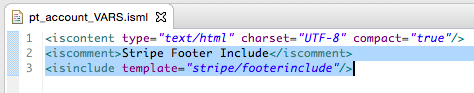 pt_account_VARS.isml
1 <iscontent type="text/html" charset="UTF-8" compact="true"/>
2 <iscomment>Stripe Footer Include</iscomment>
3 <isinclude template="stripe/footerinclude"/>